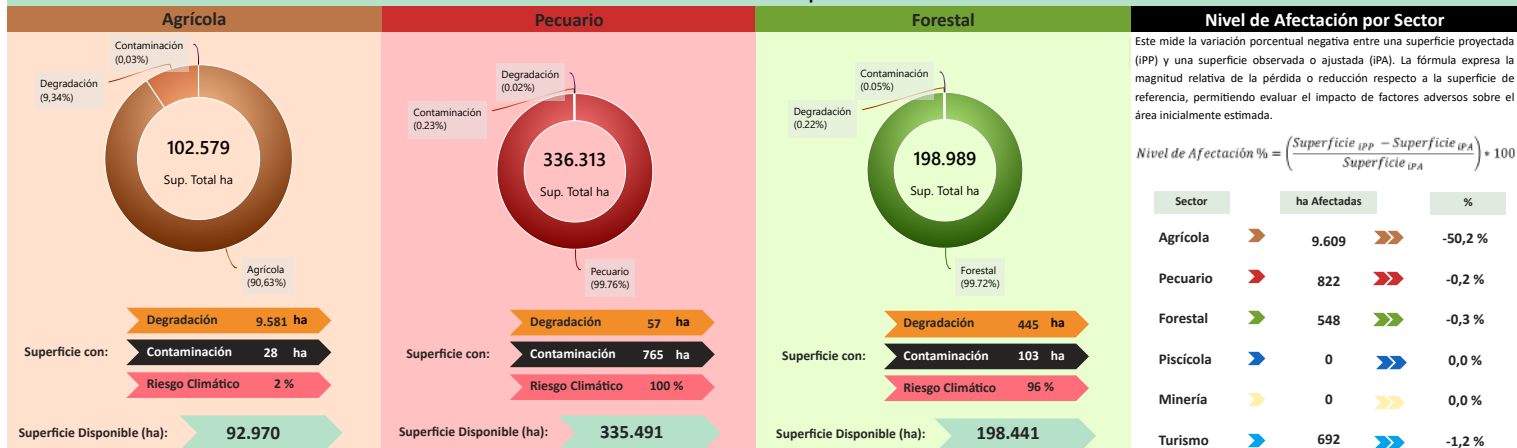 Agrícola
Contaminación
(0,03%)
Degradación
(9,34%)
102.579
Sup. Total ha
Agrícola
(90,63%)
Superficie con:
Degradación 9.581 ha
Contaminación 28 ha
Riesgo Climático 2 %
Superficie Disponible (ha): 92.970
Pecuario
Degradación
(0.02%)
Contaminación
(0.23%)
336.313
Sup. Total ha
Pecuario
(99.76%)
Superficie con:
Degradación 57 ha
Contaminación 765 ha
Riesgo Climático 100 %
Superficie Disponible (ha): 335.491
Forestal
Contaminación
(0.05%)
Degradación
(0.22%)
198.989
Sup. Total ha
Forestal
(99.72%)
Superficie con:
Degradación 445 ha
Contaminación 103 ha
Riesgo Climático 96 %
Superficie Disponible (ha): 198.441
Nivel de Afectación por Sector
Este mide la variación porcentual negativa entre una superficie proyectada
(iPP) y una superficie observada o ajustada (iPA). La fórmula expresa la
magnitud relativa de la pérdida o reducción respecto a la superficie de
referencia, permitiendo evaluar el impacto de factores adversos sobre el
área inicialmente estimada.
Nivel de Afectación % = (Superficie iPP − Superficie iPA / Superficie iPA) * 100
Sector ha Afectadas %
Agrícola 9.609 -50,2 %
Pecuario 822 -0,2 %
Forestal 548 -0,3 %
Piscícola 0 0,0 %
Minería 0 0,0 %
Turismo 692 -1,2 %